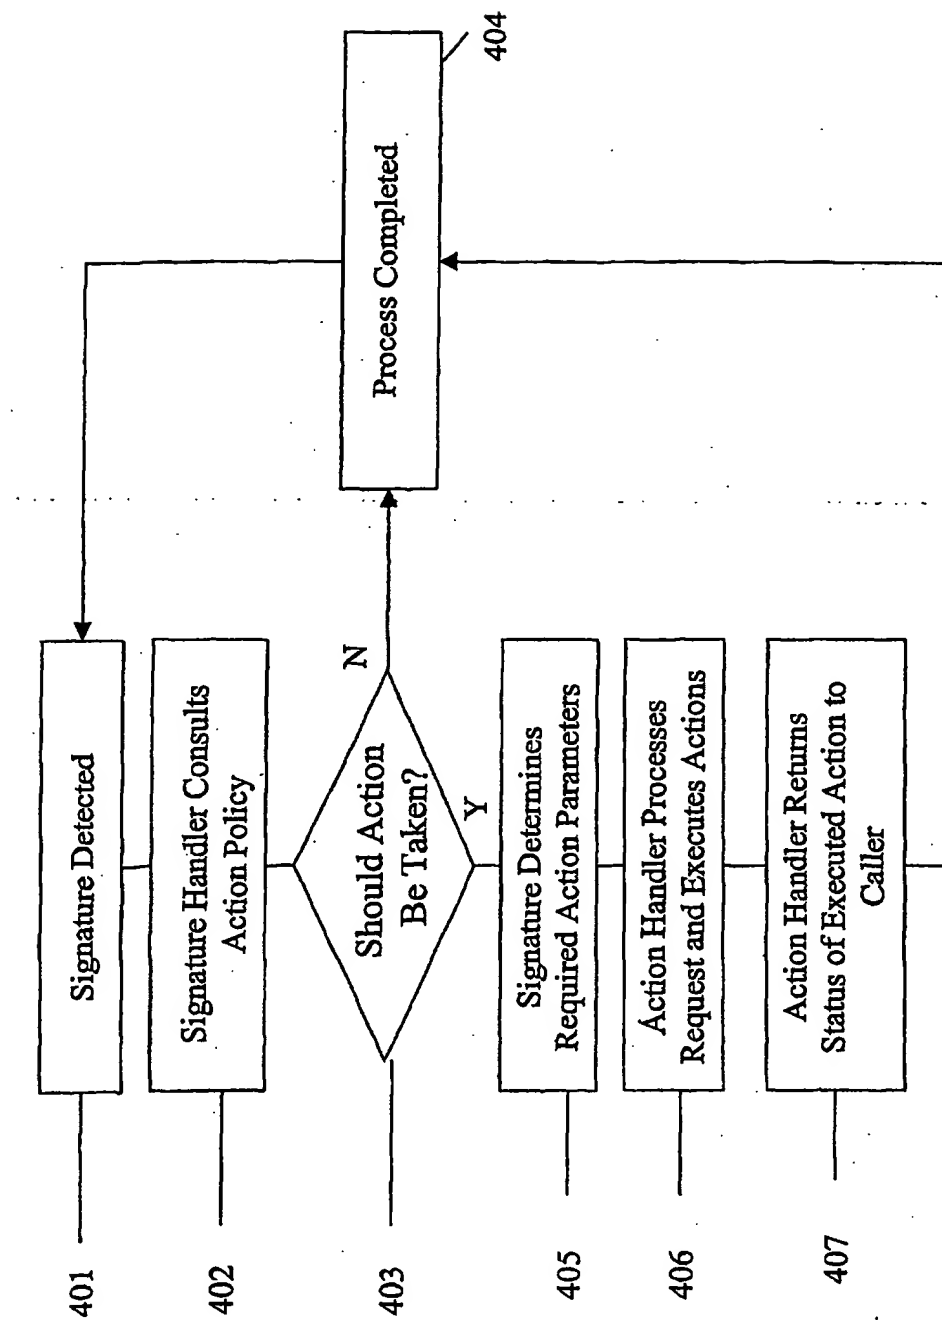 401
Signature Detected
402
Signature Handler Consults
Action Policy
403
Should Action
Be Taken?
N
Y
Process Completed
404
405
Signature Determines
Required Action Parameters
406
Action Handler Processes
Request and Executes Actions
407
Action Handler Returns
Status of Executed Action to
Caller